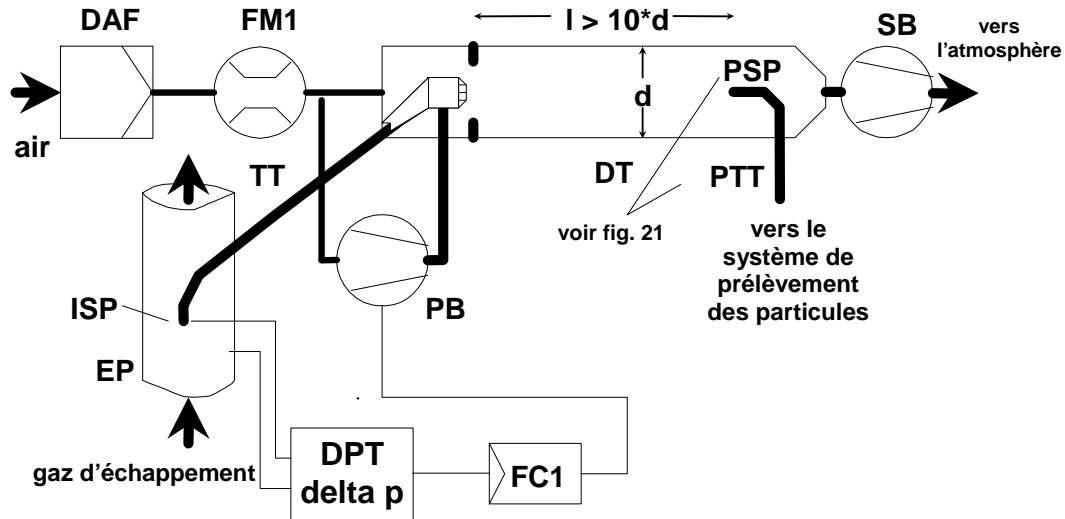 DAF
FM1
l > 10*d
SB
vers
l'atmosphère
PSP
d
air
TT
DT
PTT
voir fig. 21
vers le
système de
prélèvement
des particules
ISP
PB
EP
gaz d'échappement
DPT
delta p
FC1